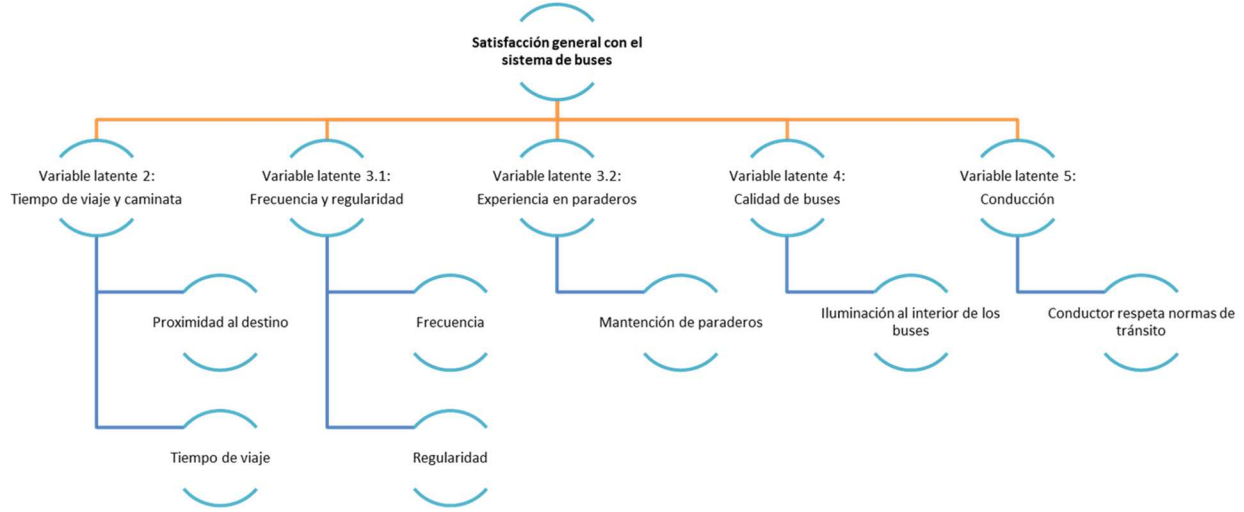 Satisfacción general con el
sistema de buses
Variable latente 2:
Tiempo de viaje y caminata
Variable latente 3.1:
Frecuencia y regularidad
Variable latente 3.2:
Experiencia en paraderos
Variable latente 4:
Calidad de buses
Variable latente 5:
Conducción
Proximidad al destino
Frecuencia
Mantención de paraderos
Iluminación al interior de los
buses
Conductor respeta normas de
tránsito
Tiempo de viaje
Regularidad